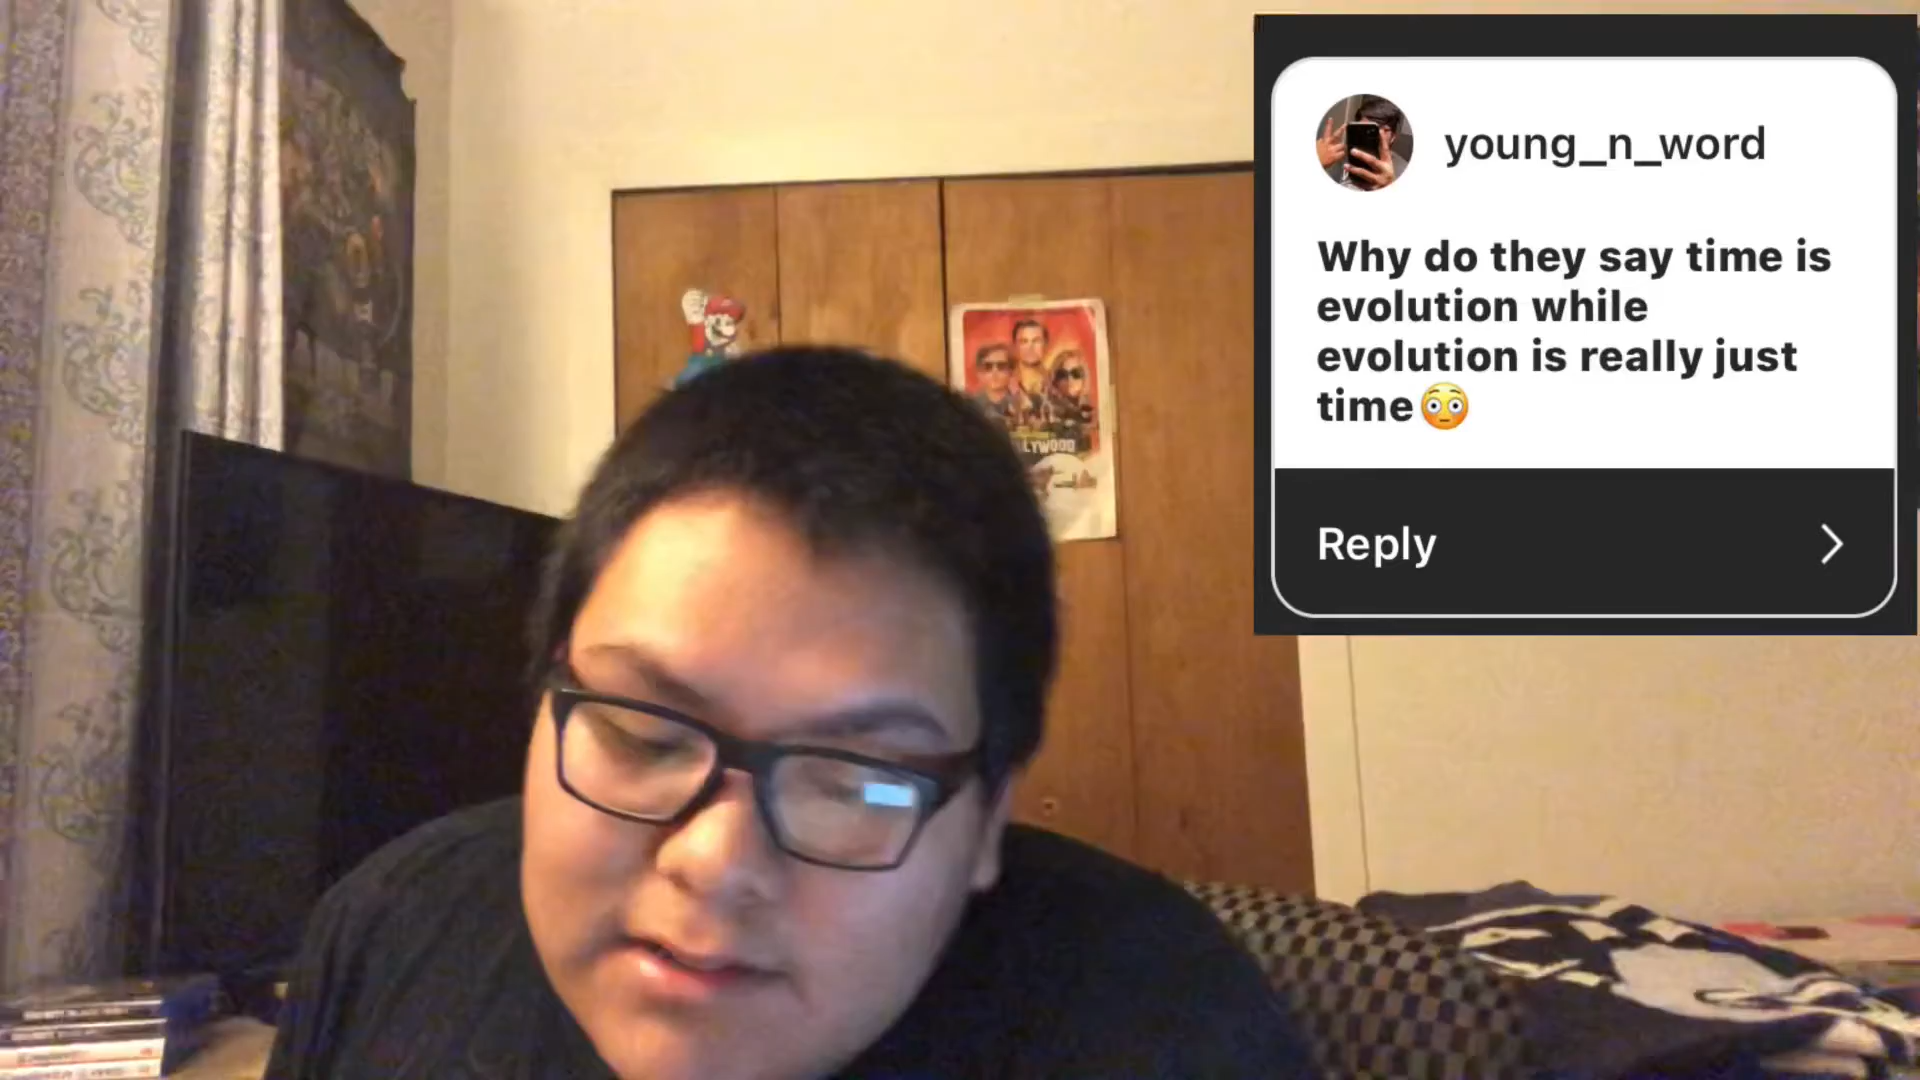 young_n_word
Why do they say time is
evolution while
evolution is really just
time😳
Reply
LYWOOD